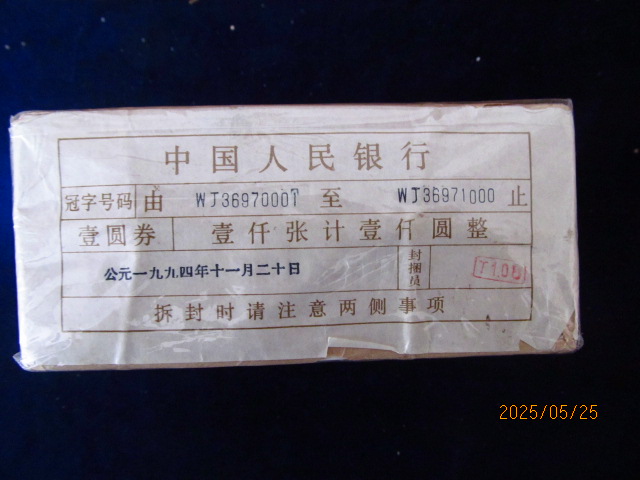 中国人民银行
冠字号码 由 WJ36970001 至 WJ36971000 止
壹圆券 壹仟张计壹仟圆整
公元一九九四年十一月二十日 封捆员
拆封时请注意两侧事项
2025/05/25